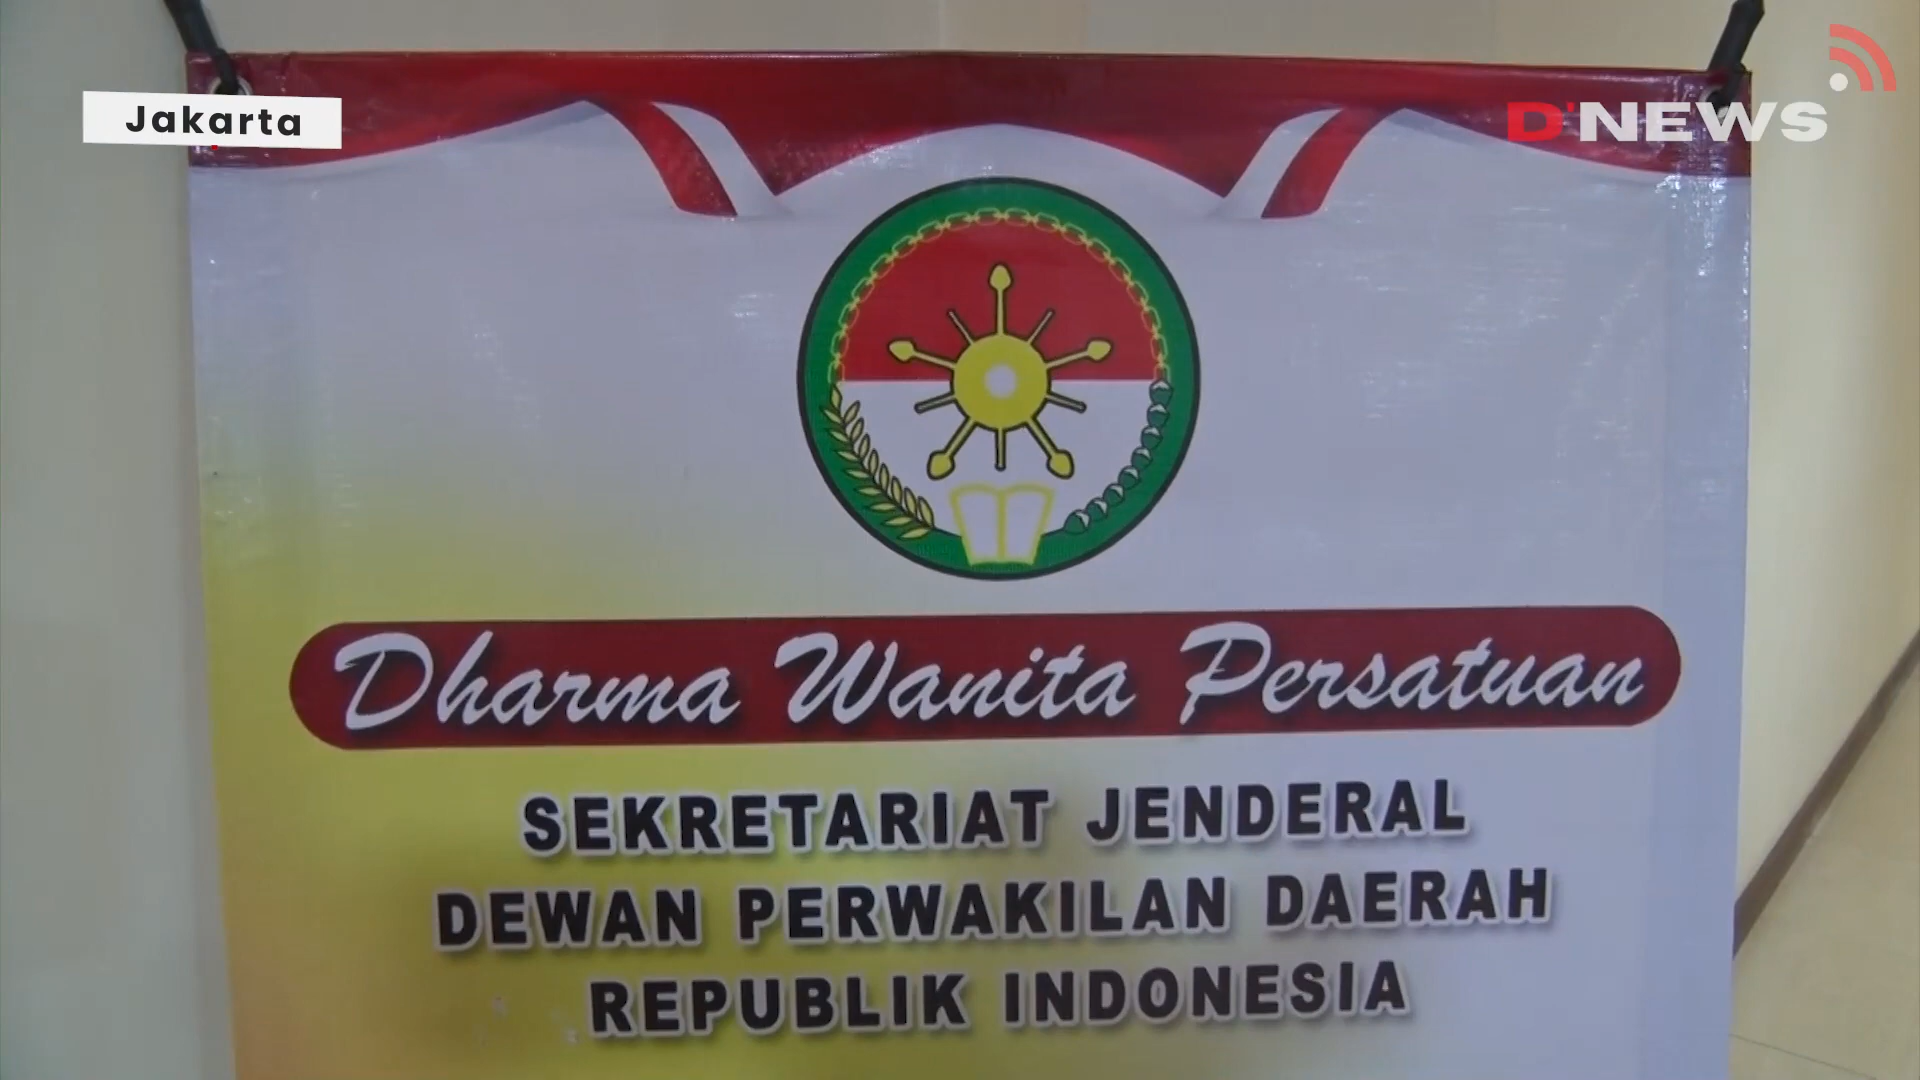 Jakarta
D'NEWS
Dharma Wanita Persatuan
SEKRETARIAT JENDERAL
DEWAN PERWAKILAN DAERAH
REPUBLIK INDONESIA